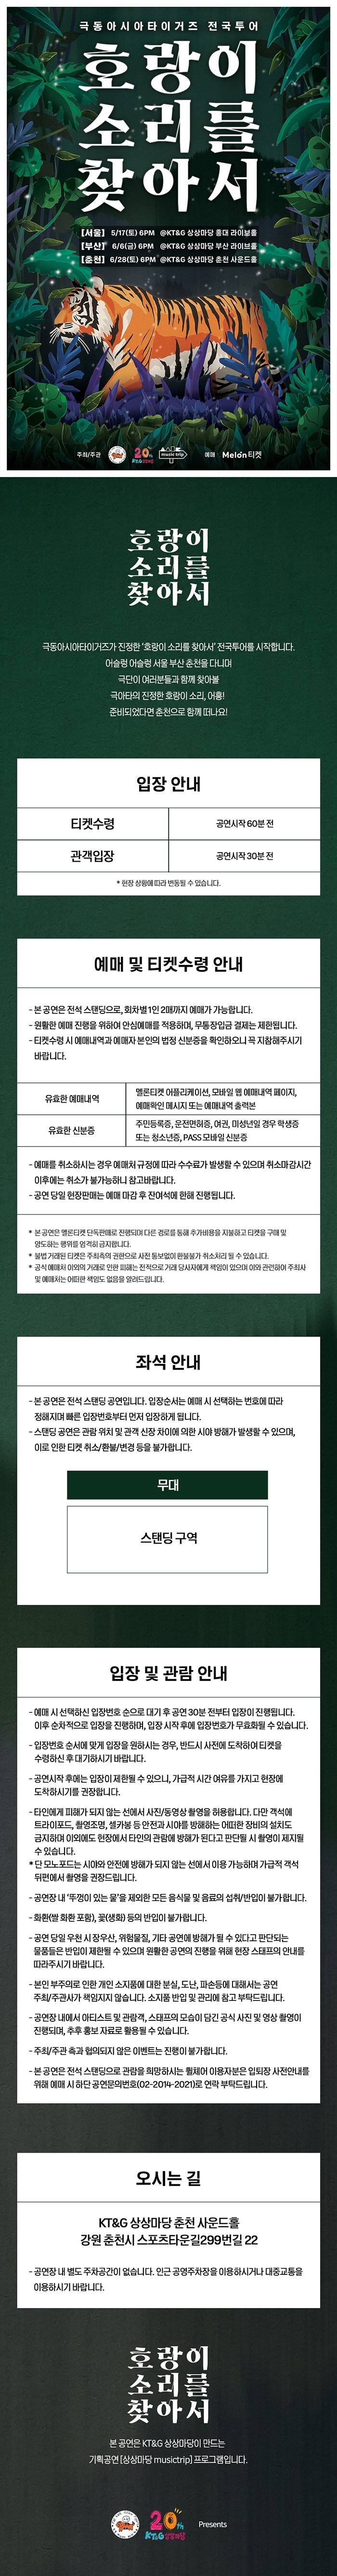 극동아시아타이거즈 전국투어
호랑이
소리를
찾아서
[서울] 5/17(토) 6PM @KT&G 상상마당 홍대 라이브홀
[부산] 6/6(금) 6PM @KT&G 상상마당 부산 라이브홀
[춘천] 6/28(토) 6PM @KT&G 상상마당 춘천 사운드홀
주최/주관
20th
KT&G 상상마당
music trip
예매
Melon티켓
호랑이
소리를
찾아서
극동아시아타이거즈가 진정한 '호랑이 소리를 찾아서' 전국투어를 시작합니다.
어슬렁 어슬렁 서울 부산 춘천을 다니며
극단이 여러분들과 함께 찾아볼
극아타의 진정한 호랑이 소리, 어흥!
준비되었다면 춘천으로 함께 떠나요!
입장 안내
티켓수령 공연시작 60분 전
관객입장 공연시작 30분 전
* 현장 상황에 따라 변동될 수 있습니다.
예매 및 티켓수령 안내
- 본 공연은 전석 스탠딩으로, 회차별 1인 2매까지 예매가 가능합니다.
- 원활한 예매 진행을 위하여 안심예매를 적용하며, 무통장입금 결제는 제한됩니다.
- 티켓수령 시 예매내역과 예매자 본인의 법정 신분증을 확인하오니 꼭 지참해주시기
바랍니다.
유효한 예매내역 멜론티켓 어플리케이션, 모바일 웹 예매내역 페이지,
예매확인 메시지 또는 예매내역 출력본
유효한 신분증 주민등록증, 운전면허증, 여권, 미성년일 경우 학생증
또는 청소년증, PASS 모바일 신분증
- 예매를 취소하시는 경우 예매처 규정에 따라 수수료가 발생할 수 있으며 취소마감시간
이후에는 취소가 불가능하니 참고바랍니다.
- 공연 당일 현장판매는 예매 마감 후 잔여석에 한해 진행됩니다.
* 본 공연은 멜론티켓 단독판매로 진행되며 다른 경로를 통해 추가비용을 지불하고 티켓을 구매 및
양도하는 행위를 엄격히 금지합니다.
* 불법 거래된 티켓은 주최측의 권한으로 사전 통보없이 환불불가 취소처리 될 수 있습니다.
* 공식 예매처 이외의 거래로 인한 피해는 전적으로 거래 당사자에게 책임이 있으며 이와 관련하여 주최사
및 예매처는 어떠한 책임도 없음을 알려드립니다.
좌석 안내
- 본 공연은 전석 스탠딩 공연입니다. 입장순서는 예매 시 선택하는 번호에 따라
정해지며 빠른 입장번호부터 먼저 입장하게 됩니다.
- 스탠딩 공연은 관람 위치 및 관객 신장 차이에 의한 시야 방해가 발생할 수 있으며,
이로 인한 티켓 취소/환불/변경 등을 불가합니다.
무대
스탠딩 구역
입장 및 관람 안내
- 예매 시 선택하신 입장번호 순으로 대기 후 공연 30분 전부터 입장이 진행됩니다.
이후 순차적으로 입장을 진행하며, 입장 시작 후에 입장번호가 무효화될 수 있습니다.
- 입장번호 순서에 맞게 입장을 원하시는 경우, 반드시 사전에 도착하여 티켓을
수령하신 후 대기하시기 바랍니다.
- 공연시작 후에는 입장이 제한될 수 있으니, 가급적 시간 여유를 가지고 현장에
도착하시기를 권장합니다.
- 타인에게 피해가 되지 않는 선에서 사진/동영상 촬영을 허용합니다. 다만 객석에
트라이포드, 촬영조명, 셀카봉 등 안전과 시야를 방해하는 어떠한 장비의 설치도
금지하며 이외에도 현장에서 타인의 관람에 방해가 된다고 판단될 시 촬영이 제지될
수 있습니다.
* 단 모노포드는 시야와 안전에 방해가 되지 않는 선에서 이용 가능하며 가급적 객석
뒤편에서 촬영을 권장드립니다.
- 공연장 내 '뚜껑이 있는 물'을 제외한 모든 음식물 및 음료의 섭취/반입이 불가합니다.
- 화환(쌀 화환 포함), 꽃(생화) 등의 반입이 불가합니다.
- 공연 당일 우천 시 장우산, 위험물질, 기타 공연에 방해가 될 수 있다고 판단되는
물품들은 반입이 제한될 수 있으며 원활한 공연의 진행을 위해 현장 스태프의 안내를
따라주시기 바랍니다.
- 본인 부주의로 인한 개인 소지품에 대한 분실, 도난, 파손등에 대해서는 공연
주최/주관사가 책임지지 않습니다. 소지품 반입 및 관리에 참고 부탁드립니다.
- 공연장 내에서 아티스트 및 관람객, 스태프의 모습이 담긴 공식 사진 및 영상 촬영이
진행되며, 추후 홍보 자료로 활용될 수 있습니다.
- 주최/주관 측과 협의되지 않은 이벤트는 진행이 불가합니다.
- 본 공연은 전석 스탠딩으로 관람을 희망하시는 휠체어 이용자분은 입퇴장 사전안내를
위해 예매 시 하단 공연문의번호(02-2014-2021)로 연락 부탁드립니다.
오시는 길
KT&G 상상마당 춘천 사운드홀
강원 춘천시 스포츠타운길299번길 22
- 공연장 내 별도 주차공간이 없습니다. 인근 공영주차장을 이용하시거나 대중교통을
이용하시기 바랍니다.
호랑이
소리를
찾아서
본 공연은 KT&G 상상마당이 만드는
기획공연 [상상마당 musictrip] 프로그램입니다.
20th
KT&G 상상마당
Presents